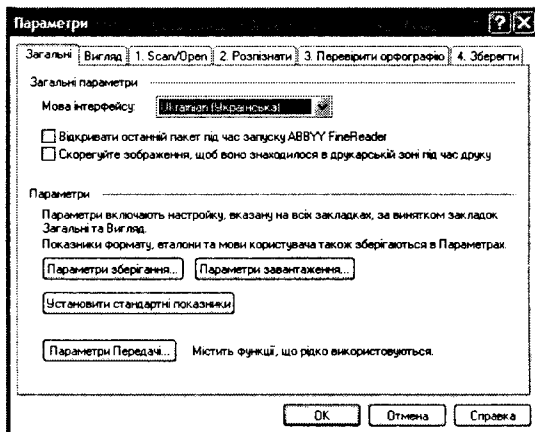 Параметри
Загальні Вигляд 1. Scan/Open 2. Розпізнати 3. Перевірити орфографію 4. Зберегти
Загальні параметри
Мова інтерфейсу: Ukrainian (Українська)
Відкривати останній пакет під час запуску ABBYY FineReader
Скорегуйте зображення, щоб воно знаходилося в друкарській зоні під час друку
Параметри
Параметри включають настройку, вказану на всіх закладках, за винятком закладок
Загальні та Вигляд.
Показники формату, еталони та мови користувача також зберігаються в Параметрах.
Параметри зберігання... Параметри завантаження...
Установити стандартні показники
Параметри Передачі... Містить функції, що рідко використовуються.
OK Отмена Справка